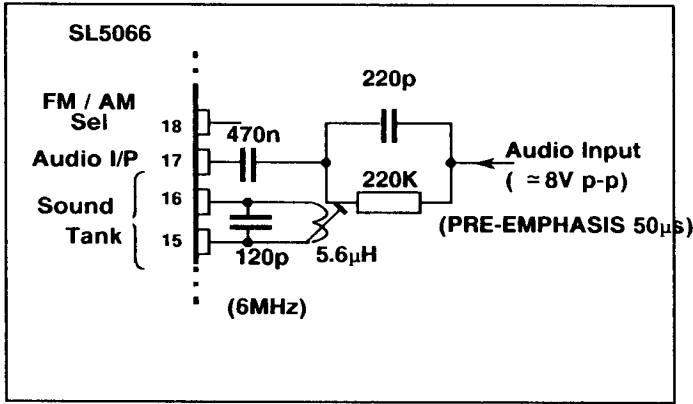 SL5066
220p
FM / AM
Sel
18
470n
Audio I/P
17
Audio Input
( ≃8V p-p)
220K
Sound
16
(PRE-EMPHASIS 50μs)
Tank
15
120p
5.6μH
(6MHz)